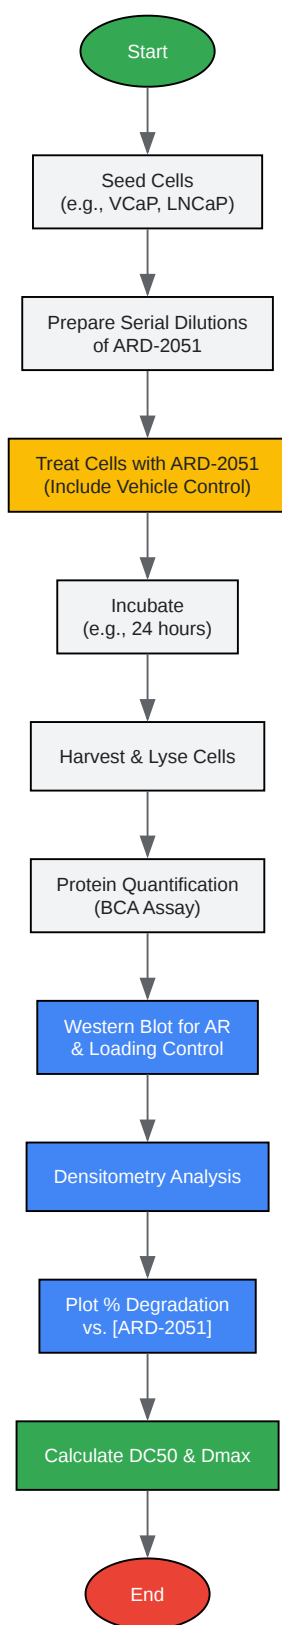 Start
Seed Cells
(e.g., VCaP, LNCaP)
Prepare Serial Dilutions
of ARD-2051
Treat Cells with ARD-2051
(Include Vehicle Control)
Incubate
(e.g., 24 hours)
Harvest & Lyse Cells
Protein Quantification
(BCA Assay)
Western Blot for AR
& Loading Control
Densitometry Analysis
Plot % Degradation
vs. [ARD-2051]
Calculate DC50 & Dmax
End